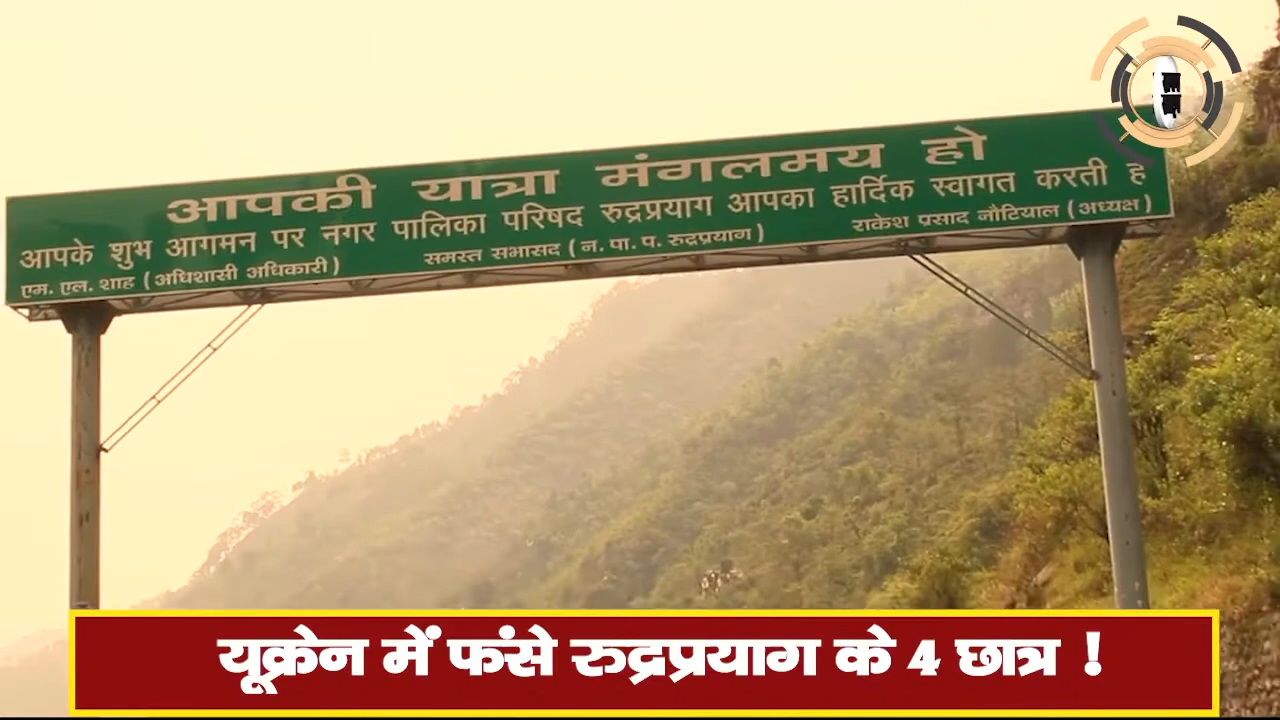 आपकी यात्रा मंगलमय हो
आपके शुभ आगमन पर नगर पालिका परिषद रुद्रप्रयाग आपका हार्दिक स्वागत करती है
एम. एल. शाह (अधिशासी अधिकारी) समस्त सभासद (न. पा. प. रुद्रप्रयाग) राकेश प्रसाद नौटियाल (अध्यक्ष)
यूक्रेन में फंसे रुद्रप्रयाग के 4 छात्र !